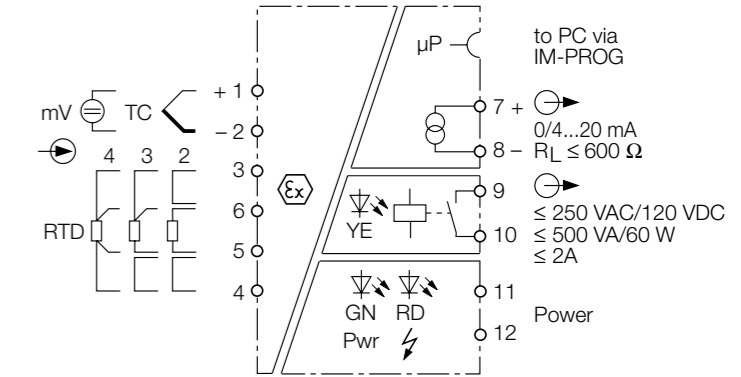 µP
to PC via
IM-PROG
mV TC
+ 1
– 2
7 +
0/4...20 mA
8 –
RL ≤ 600 Ω
4 3 2
3
Ex
6
RTD
5
4
9
YE
≤ 250 VAC/120 VDC
10
≤ 500 VA/60 W
≤ 2A
11
GN RD
Power
Pwr
12